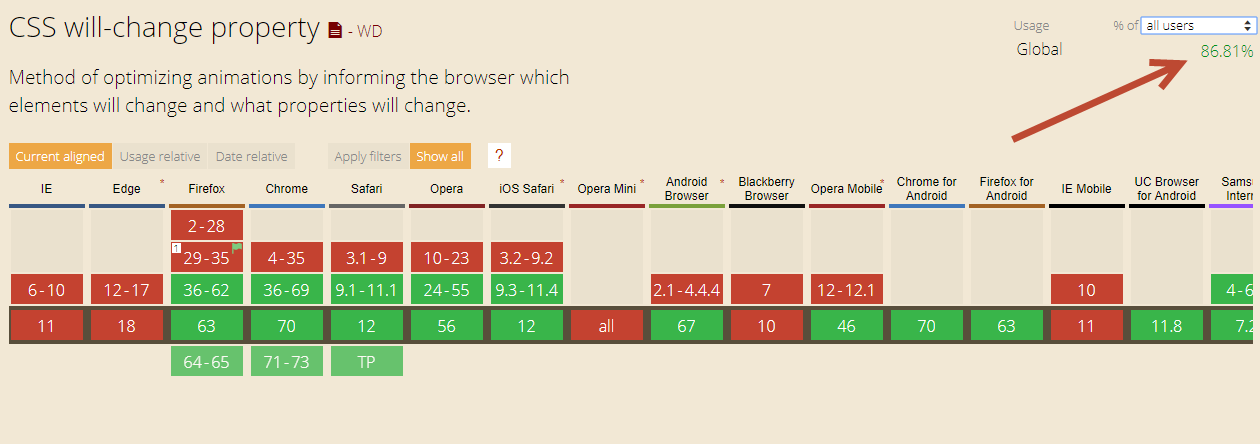 CSS will-change property - WD
Usage % of all users
Global 86.81%
Method of optimizing animations by informing the browser which
elements will change and what properties will change.
Current aligned Usage relative Date relative Apply filters Show all ?
IE Edge * Firefox Chrome Safari Opera iOS Safari * Opera Mini * Android Browser * Blackberry Browser Opera Mobile * Chrome for Android Firefox for Android IE Mobile UC Browser for Android
2-28
1 29-35 4-35 3.1-9 10-23 3.2-9.2
6-10 12-17 36-62 36-69 9.1-11.1 24-55 9.3-11.4 2.1-4.4.4 7 12-12.1 10
11 18 63 70 12 56 12 all 67 10 46 70 63 11 11.8 7.2
64-65 71-73 TP